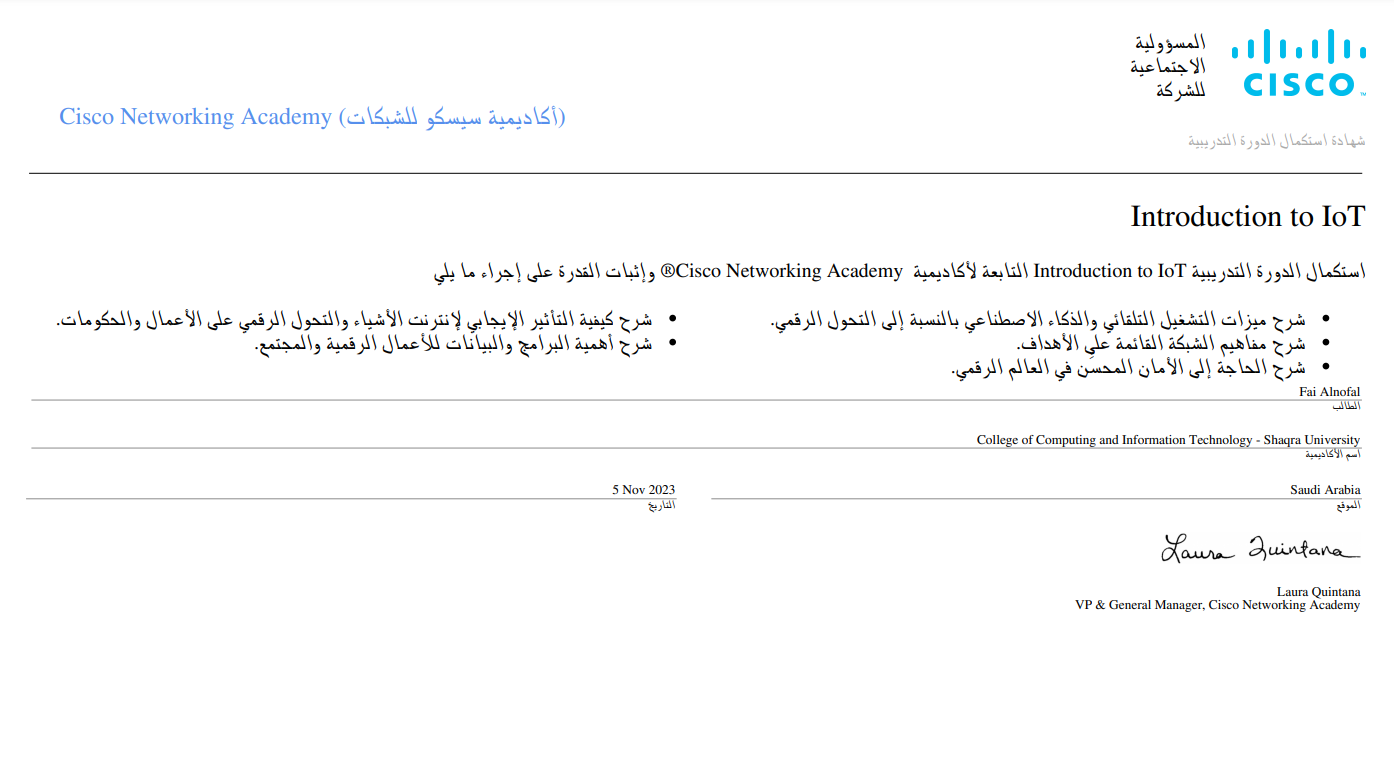 المسؤولية
الاجتماعية
للشركة
CISCO™
Cisco Networking Academy (أكاديمية سيسكو للشبكات)
شهادة استكمال الدورة التدريبية
Introduction to IoT
استكمال الدورة التدريبية Introduction to IoT التابعة لأكاديمية Cisco Networking Academy® وإثبات القدرة على إجراء ما يلي
• شرح ميزات التشغيل التلقائي والذكاء الاصطناعي بالنسبة إلى التحول الرقمي.
• شرح مفاهيم الشبكة القائمة على الأهداف.
• شرح الحاجة إلى الأمان المحسّن في العالم الرقمي.
• شرح كيفية التأثير الإيجابي لإنترنت الأشياء والتحول الرقمي على الأعمال والحكومات.
• شرح أهمية البرامج والبيانات للأعمال الرقمية والمجتمع.
Fai Alnofal
الطالب
College of Computing and Information Technology - Shaqra University
اسم الأكاديمية
Saudi Arabia
الموقع
5 Nov 2023
التاريخ
Laura Quintana
Laura Quintana
VP & General Manager, Cisco Networking Academy